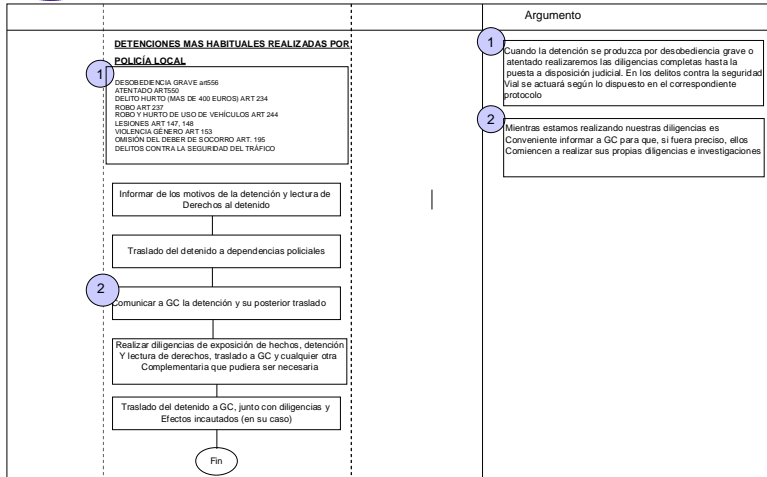 Argumento
DETENCIONES MAS HABITUALES REALIZADAS POR
POLICÍA LOCAL
1
DESOBEDIENCIA GRAVE art556
ATENTADO ART550
DELITO HURTO (MAS DE 400 EUROS) ART 234
ROBO ART 237
ROBO Y HURTO DE USO DE VEHÍCULOS ART 244
LESIONES ART 147, 148
VIOLENCIA GÉNERO ART 153
OMISIÓN DEL DEBER DE SOCORRO ART. 195
DELITOS CONTRA LA SEGURIDAD DEL TRÁFICO
Informar de los motivos de la detención y lectura de
Derechos al detenido
Traslado del detenido a dependencias policiales
2
Comunicar a GC la detención y su posterior traslado
Realizar diligencias de exposición de hechos, detención
Y lectura de derechos, traslado a GC y cualquier otra
Complementaria que pudiera ser necesaria
Traslado del detenido a GC, junto con diligencias y
Efectos incautados (en su caso)
Fin
1
Cuando la detención se produzca por desobediencia grave o
atentado realizaremos las diligencias completas hasta la
puesta a disposición judicial. En los delitos contra la seguridad
Vial se actuará según lo dispuesto en el correspondiente
protocolo
2
Mientras estamos realizando nuestras diligencias es
Conveniente informar a GC para que, si fuera preciso, ellos
Comiencen a realizar sus propias diligencias e investigaciones